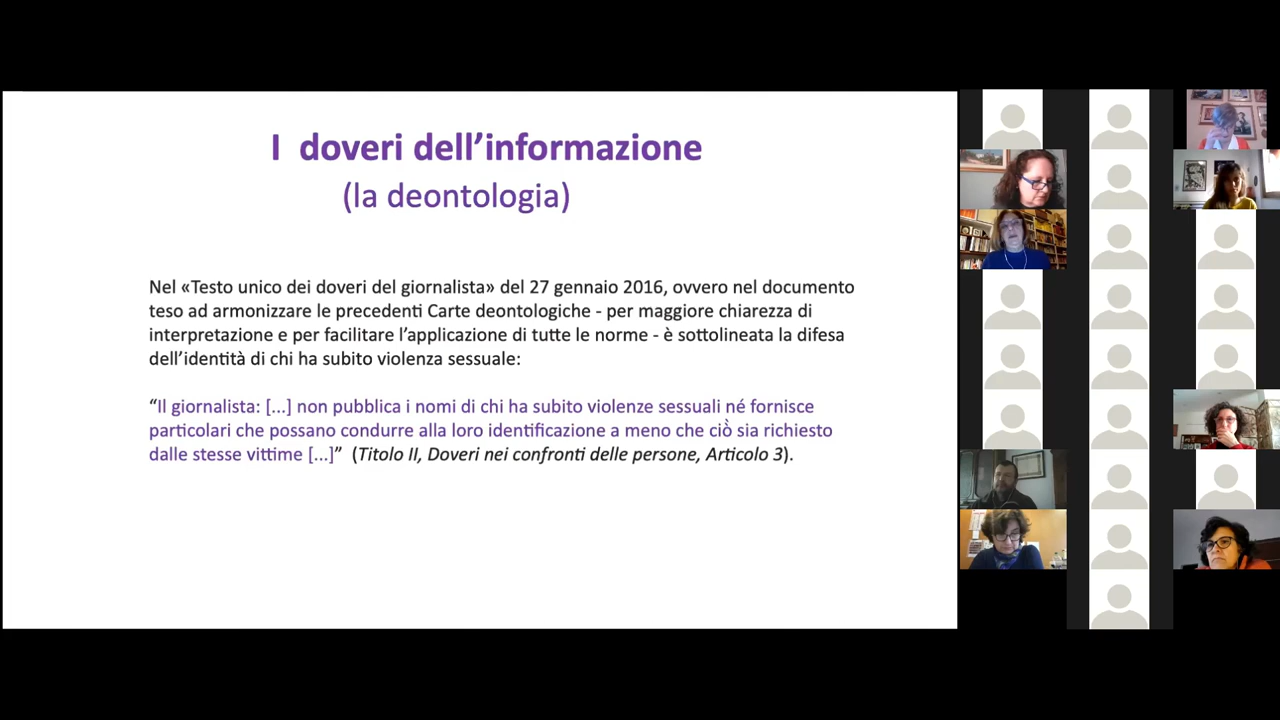 I  doveri dell’informazione
(la deontologia)
Nel «Testo unico dei doveri del giornalista» del 27 gennaio 2016, ovvero nel documento
teso ad armonizzare le precedenti Carte deontologiche - per maggiore chiarezza di
interpretazione e per facilitare l’applicazione di tutte le norme - è sottolineata la difesa
dell’identità di chi ha subito violenza sessuale:
“Il giornalista: [...] non pubblica i nomi di chi ha subito violenze sessuali né fornisce
particolari che possano condurre alla loro identificazione a meno che ciò sia richiesto
dalle stesse vittime [...]”  (Titolo II, Doveri nei confronti delle persone, Articolo 3).